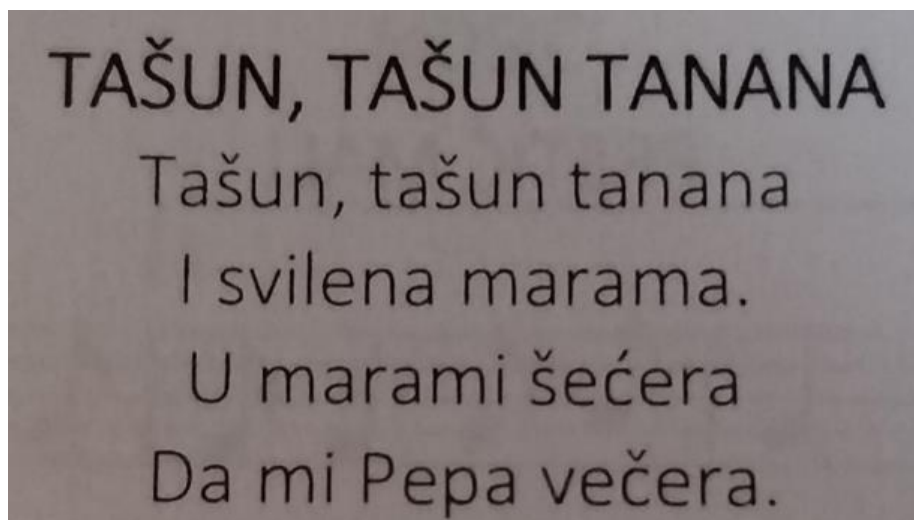 TAŠUN, TAŠUN TANANA
Tašun, tašun tanana
I svilena marama.
U marami šećera
Da mi Pepa večera.